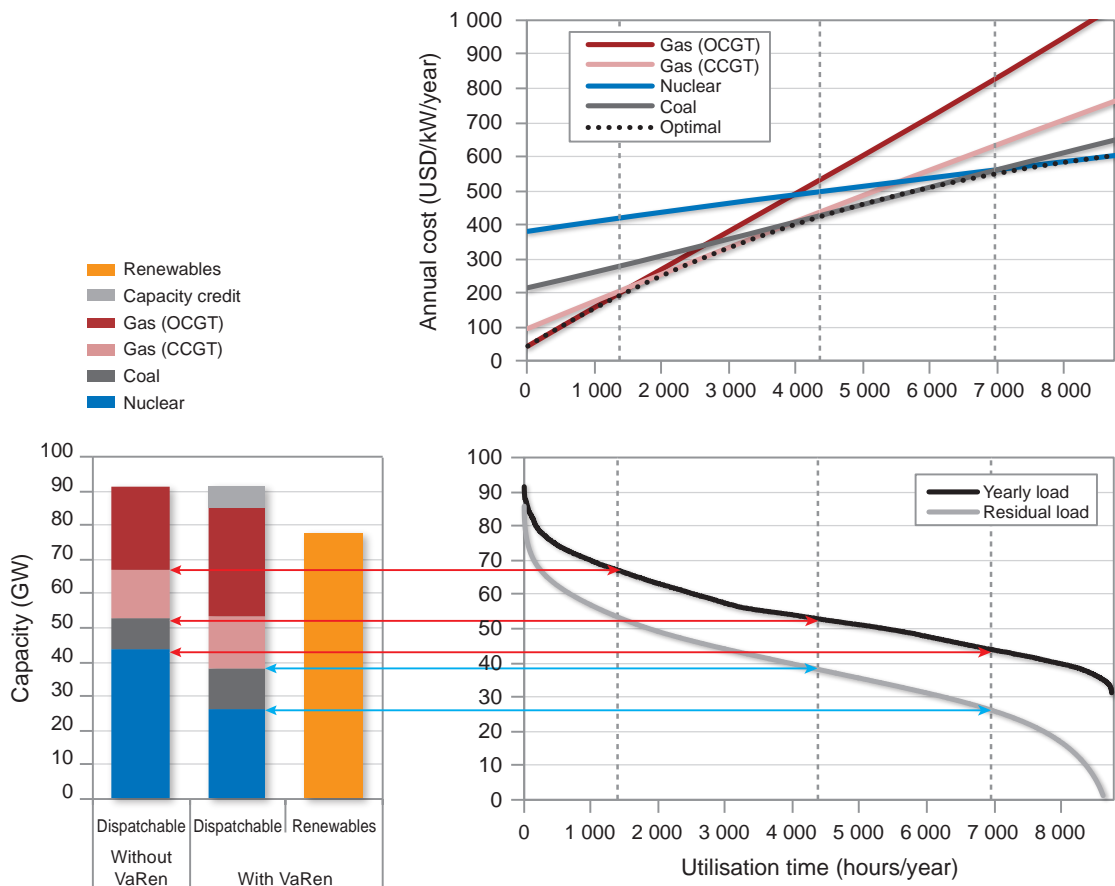 1 000
900
800
700
600
500
400
300
200
100
0
Annual cost (USD/kW/year)
Gas (OCGT)
Gas (CCGT)
Nuclear
Coal
Optimal
0 1 000 2 000 3 000 4 000 5 000 6 000 7 000 8 000
Renewables
Capacity credit
Gas (OCGT)
Gas (CCGT)
Coal
Nuclear
100
90
80
70
60
50
40
30
20
10
0
Capacity (GW)
Dispatchable Dispatchable Renewables
Without
VaRen
With VaRen
100
90
80
70
60
50
40
30
20
10
0
Yearly load
Residual load
0 1 000 2 000 3 000 4 000 5 000 6 000 7 000 8 000
Utilisation time (hours/year)